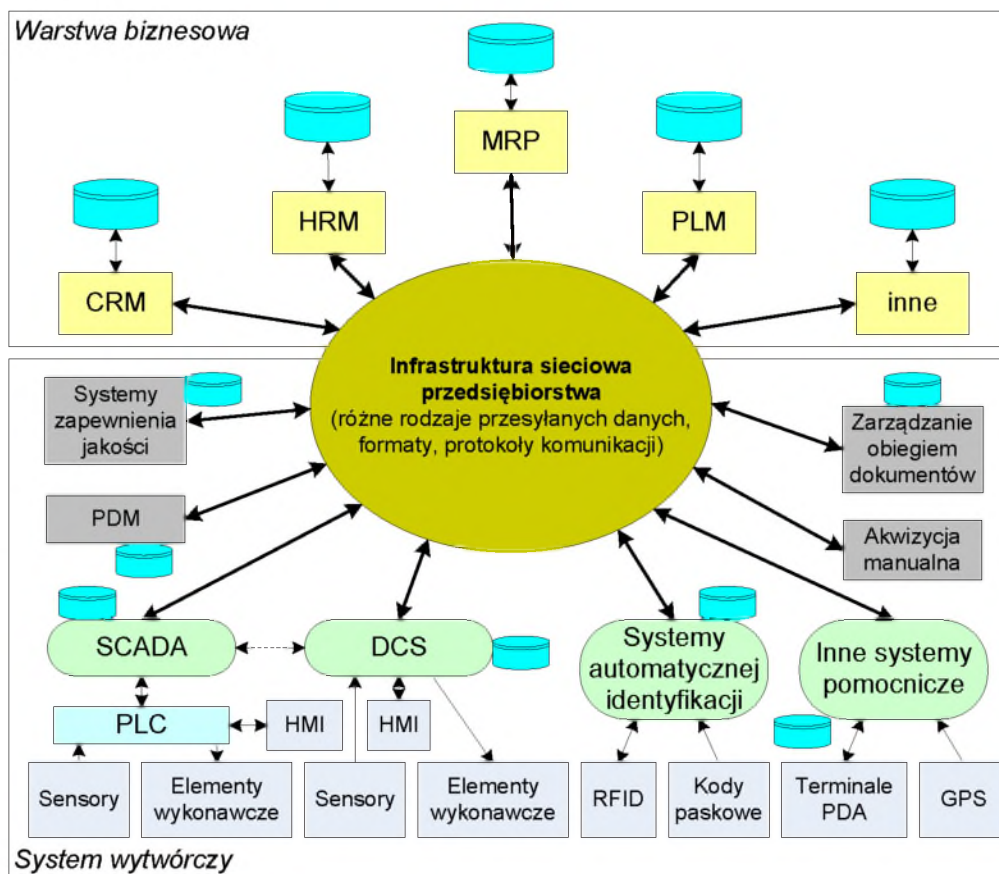 Warstwa biznesowa
MRP
HRM
PLM
CRM
inne
Infrastruktura sieciowa
przedsiębiorstwa
(różne rodzaje przesyłanych danych,
formaty, protokoły komunikacji)
Systemy
zapewnienia
jakości
Zarządzanie
obiegiem
dokumentów
PDM
Akwizycja
manualna
SCADA
DCS
Systemy
automatycznej
identyfikacji
Inne systemy
pomocnicze
PLC
HMI
HMI
Sensory
Elementy
wykonawcze
Sensory
Elementy
wykonawcze
RFID
Kody
paskowe
Terminale
PDA
GPS
System wytwórczy